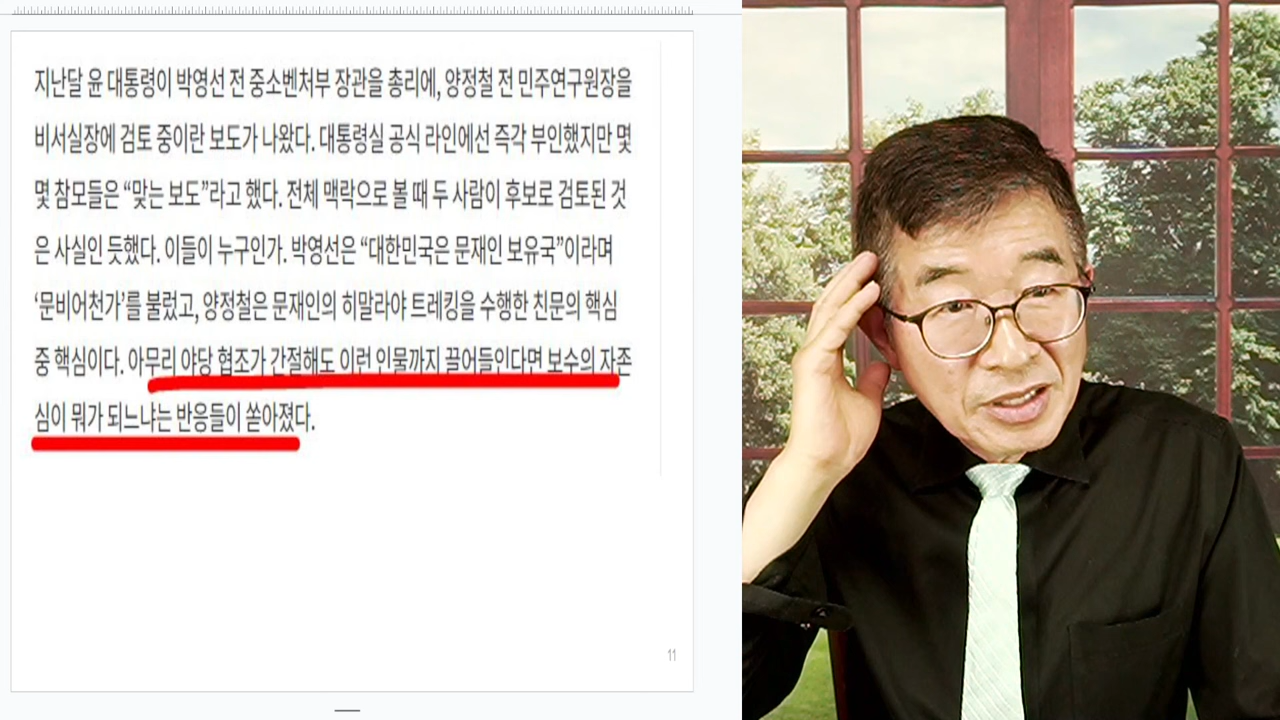 지난달 윤 대통령이 박영선 전 중소벤처부 장관을 총리에, 양정철 전 민주연구원장을
비서실장에 검토 중이란 보도가 나왔다. 대통령실 공식 라인에선 즉각 부인했지만 몇
몇 참모들은 “맞는 보도”라고 했다. 전체 맥락으로 볼 때 두 사람이 후보로 검토된 것
은 사실인 듯했다. 이들이 누구인가. 박영선은 “대한민국은 문재인 보유국”이라며
‘문비어천가’를 불렀고, 양정철은 문재인의 히말라야 트레킹을 수행한 친문의 핵심
중 핵심이다. 아무리 야당 협조가 간절해도 이런 인물까지 끌어들인다면 보수의 자존
심이 뭐가 되느냐는 반응들이 쏟아졌다.
11